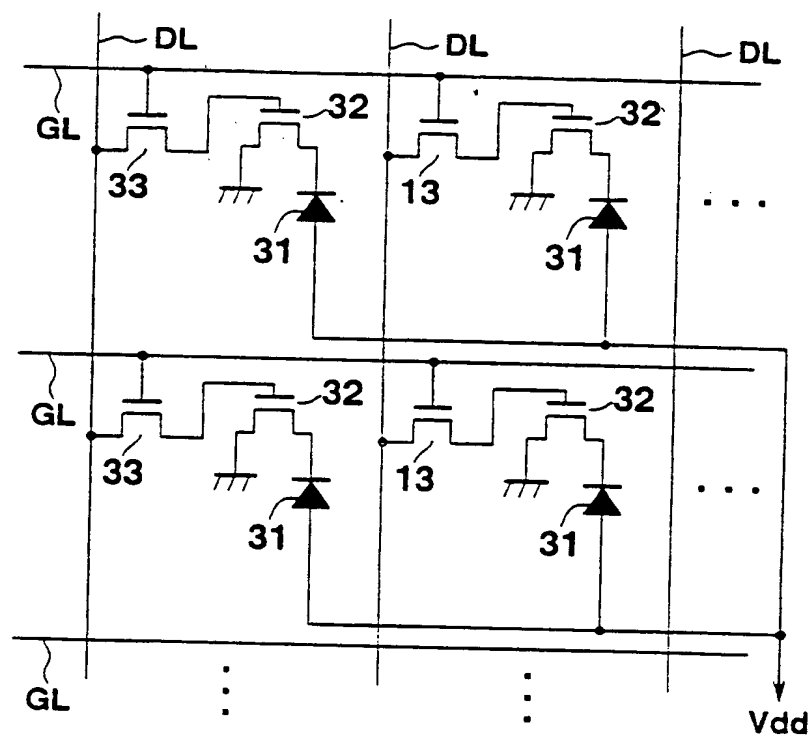 DL DL DL
GL 32 32
33 13
31 31 . . .
GL 32 32
33 13
31 31 . . .
GL
Vdd